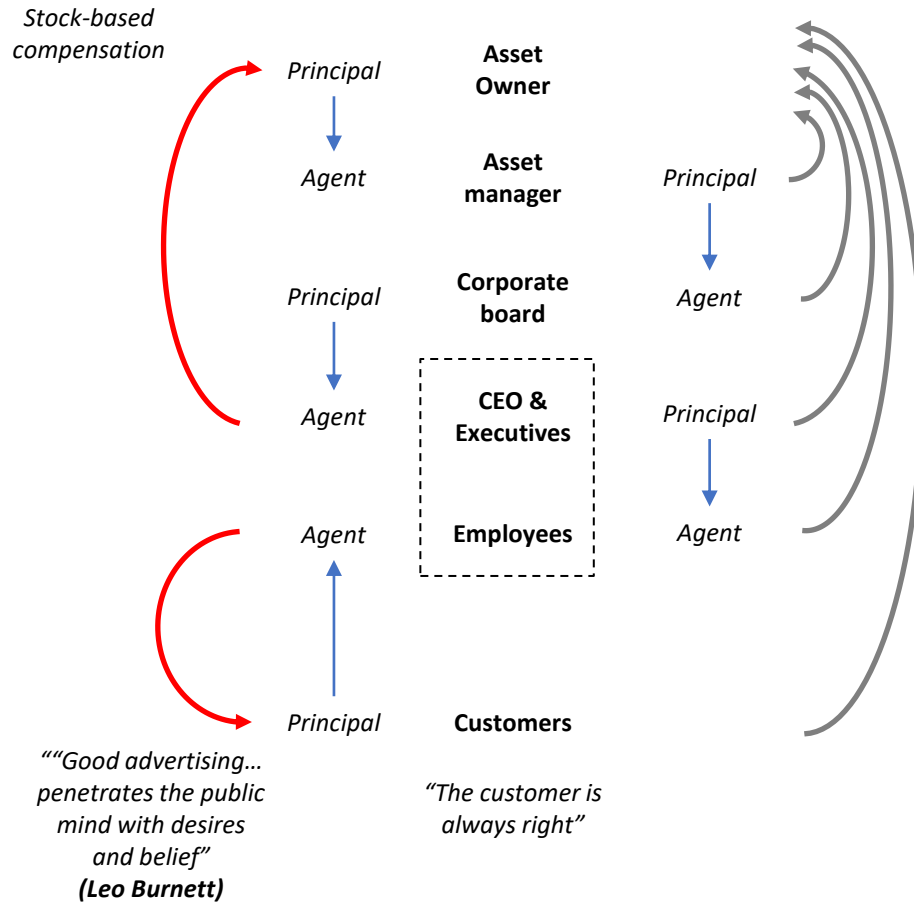 Stock-based
compensation
Principal
Asset
Owner
Agent
Asset
manager
Principal
Principal
Corporate
board
Agent
Agent
CEO &
Executives
Principal
Agent
Employees
Agent
Principal
Customers
““Good advertising…
penetrates the public
mind with desires
and belief”
(Leo Burnett)
“The customer is
always right”